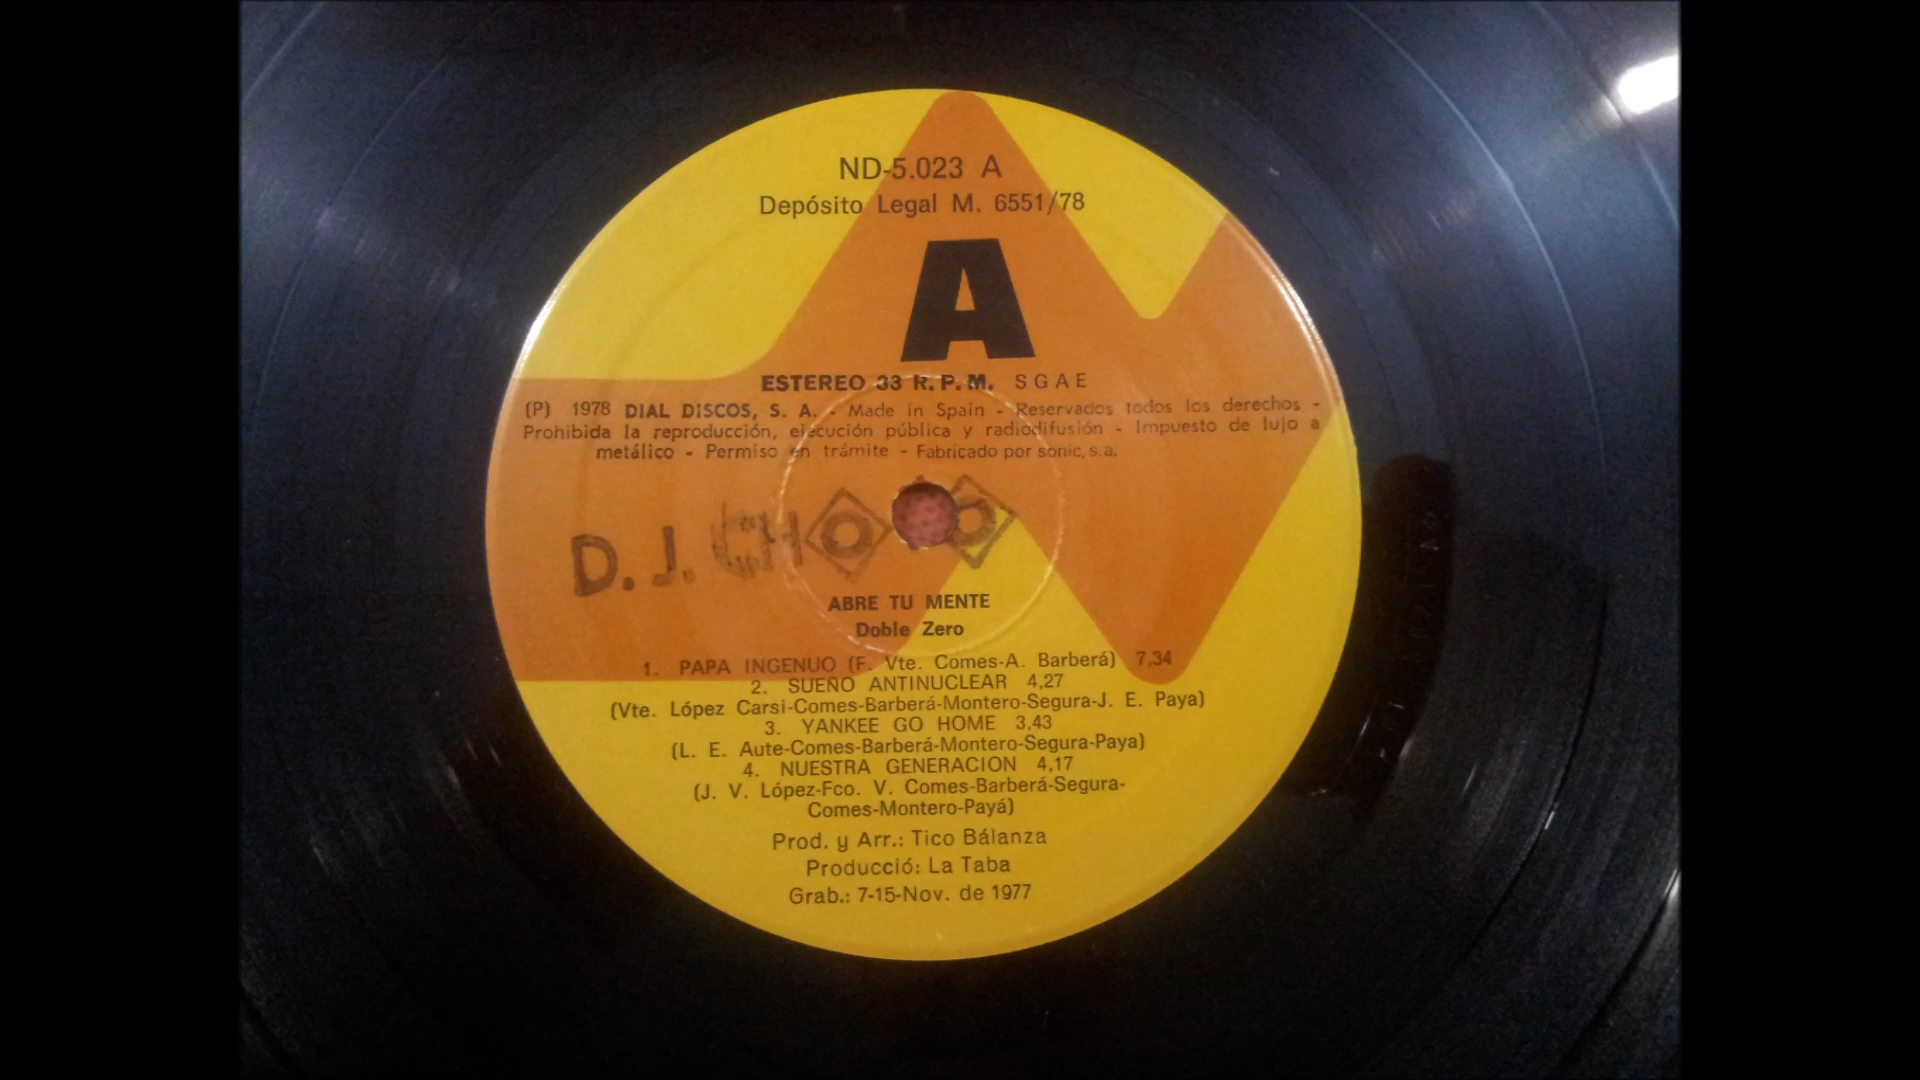 ND-5.023 A
Depósito Legal M. 6551/78
A
ESTEREO 33 R.P.M. SGAE
(P) 1978 DIAL DISCOS, S. A. - Made in Spain - Reservados todos los derechos -
Prohibida la reproducción, ejecución pública y radiodifusión - Impuesto de lujo a
metálico - Permiso en trámite - Fabricado por sonic, s.a.
D. J.
ABRE TU MENTE
Doble Zero
1. PAPA INGENUO (F. Vte. Comes-A. Barberá) 7,34
2. SUEÑO ANTINUCLEAR 4,27
(Vte. López Carsi-Comes-Barberá-Montero-Segura-J. E. Paya)
3. YANKEE GO HOME 3,43
(L. E. Aute-Comes-Barberá-Montero-Segura-Paya)
4. NUESTRA GENERACION 4,17
(J. V. López-Fco. V. Comes-Barberá-Segura-
Comes-Montero-Payá)
Prod. y Arr.: Tico Bálanza
Producció: La Taba
Grab.: 7-15-Nov. de 1977